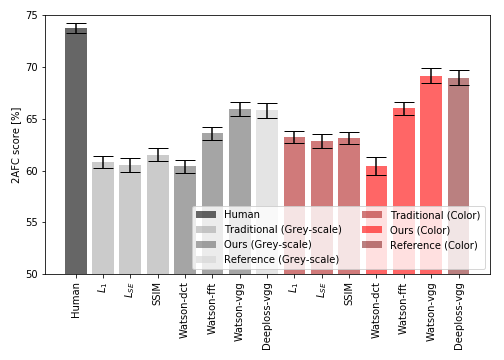 75
70
65
60
55
50
2AFC score [%]
Human
Traditional (Grey-scale)
Ours (Grey-scale)
Reference (Grey-scale)
Traditional (Color)
Ours (Color)
Reference (Color)
Human
L₁
L_SE
SSIM
Watson-dct
Watson-fft
Watson-vgg
Deeploss-vgg
L₁
L_SE
SSIM
Watson-dct
Watson-fft
Watson-vgg
Deeploss-vgg